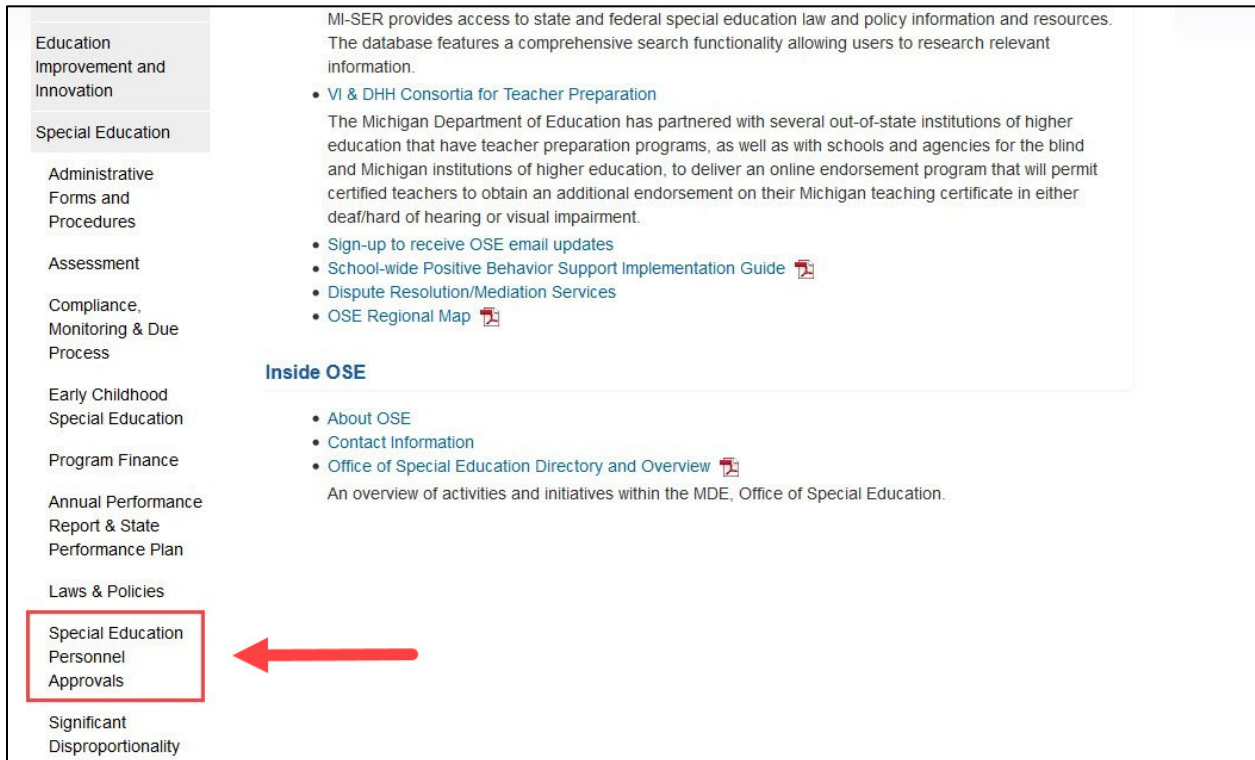 Education
Improvement and
Innovation
Special Education
Administrative
Forms and
Procedures
Assessment
Compliance,
Monitoring & Due
Process
Early Childhood
Special Education
Program Finance
Annual Performance
Report & State
Performance Plan
Laws & Policies
Special Education
Personnel
Approvals
Significant
Disproportionality
MI-SER provides access to state and federal special education law and policy information and resources.
The database features a comprehensive search functionality allowing users to research relevant
information.
• VI & DHH Consortia for Teacher Preparation
The Michigan Department of Education has partnered with several out-of-state institutions of higher
education that have teacher preparation programs, as well as with schools and agencies for the blind
and Michigan institutions of higher education, to deliver an online endorsement program that will permit
certified teachers to obtain an additional endorsement on their Michigan teaching certificate in either
deaf/hard of hearing or visual impairment.
• Sign-up to receive OSE email updates
• School-wide Positive Behavior Support Implementation Guide
• Dispute Resolution/Mediation Services
• OSE Regional Map
Inside OSE
• About OSE
• Contact Information
• Office of Special Education Directory and Overview
An overview of activities and initiatives within the MDE, Office of Special Education.